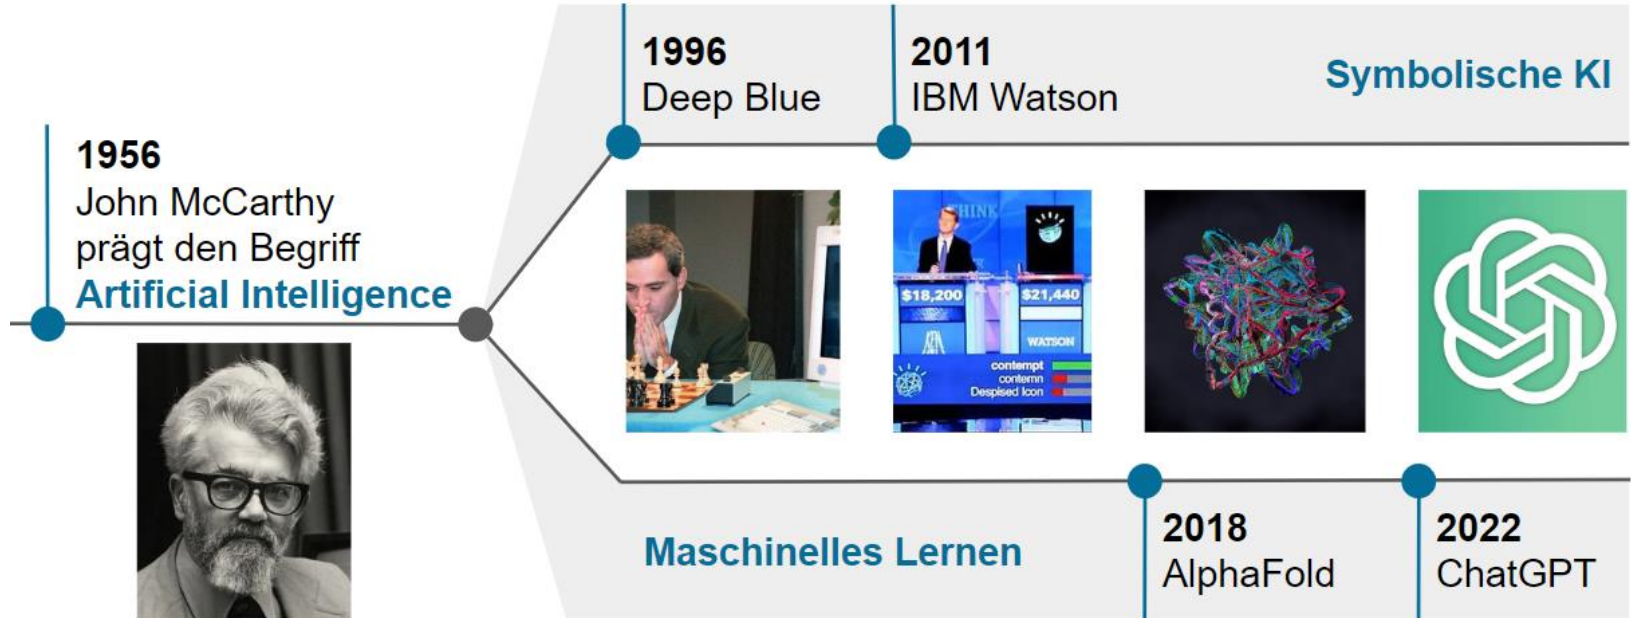 1956
John McCarthy
prägt den Begriff
Artificial Intelligence
1996
Deep Blue
2011
IBM Watson
Symbolische KI
THINK
$18,200
$21,440
WATSON
contempt
contemn
Despised Icon
Maschinelles Lernen
2018
AlphaFold
2022
ChatGPT